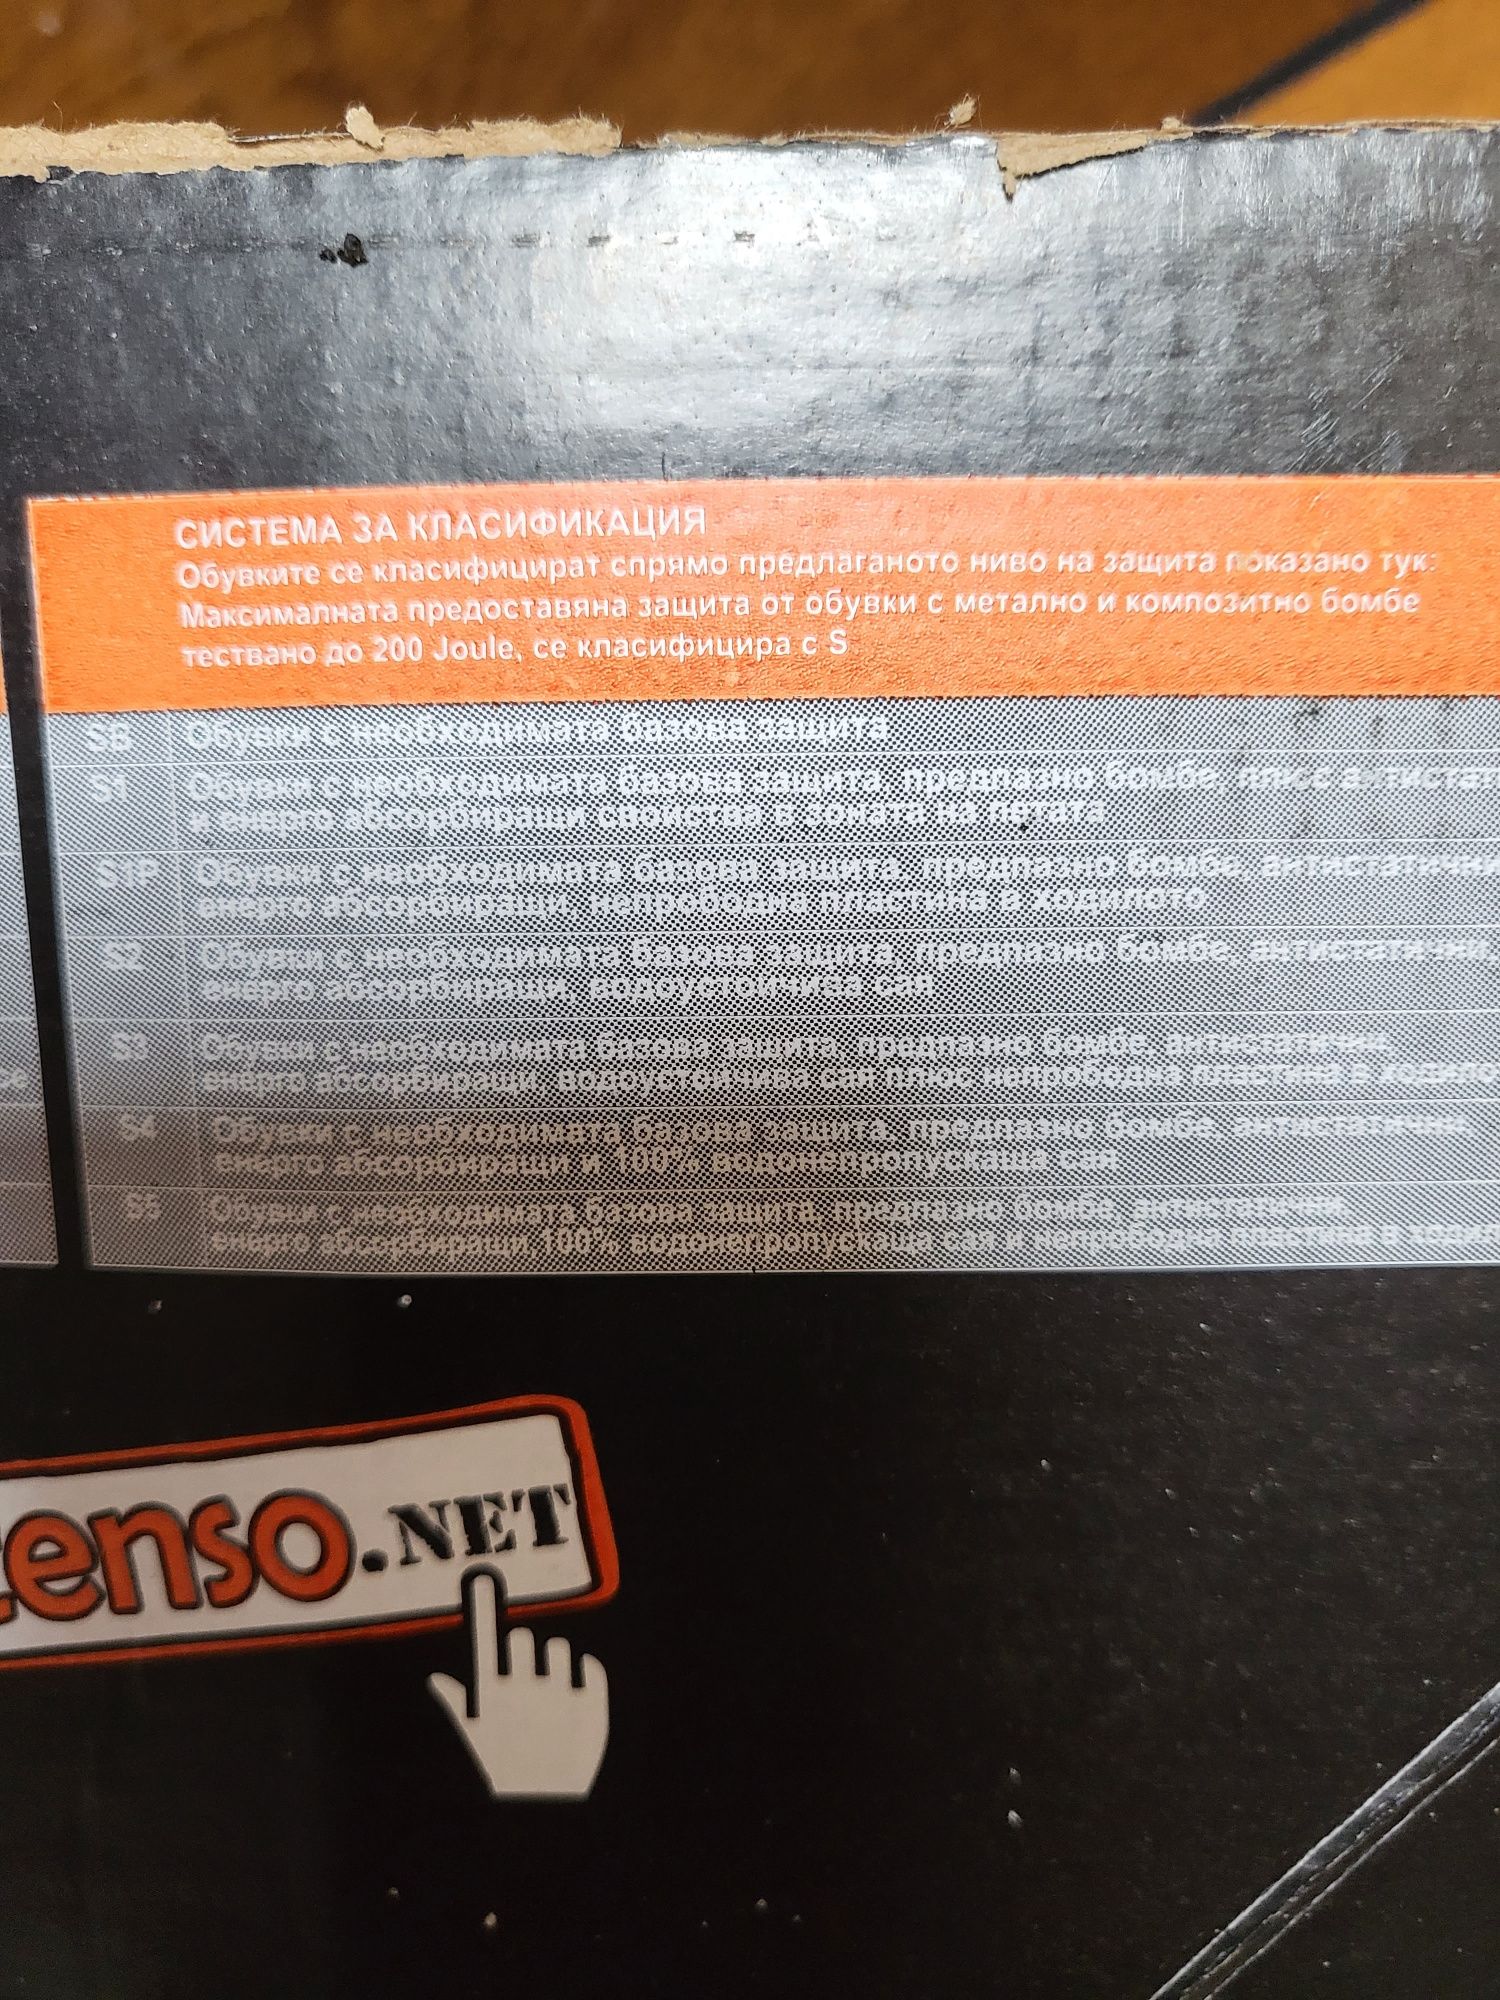 СИСТЕМА ЗА КЛАСИФИКАЦИЯ
Обувките се класифицират спрямо предлаганото ниво на защита показано тук:
Максималната предоставяна защита от обувки с метално и композитно бомбе
тествано до 200 Joule, се класифицира с S
SB Обувки с необходимата базова защита
S1 Обувки с необходимата базова защита, предпазно бомбе, плюс
и енерго абсорбиращи свойства в зоната на петата
S1P Обувки с необходимата базова защита, предпазно бомбе, антистатични
енерго абсорбиращи, непрободна пластина в ходилото
S2 Обувки с необходимата базова защита, предпазно бомбе, антистатични
енерго абсорбиращи, водоустойчива сая
S3 Обувки с необходимата базова защита, предпазно бомбе, антистатични,
енерго абсорбиращи, водоустойчива сая плюс непрободна пластина в
S4 Обувки с необходимата базова защита, предпазно бомбе, антистатични,
енерго абсорбиращи и 100% водонепропускаща сая
S5 Обувки с необходимата базова защита, предпазно бомбе, антистатични,
енерго абсорбиращи, 100% водонепропускаща сая и непрободна пластина в
enso.NET